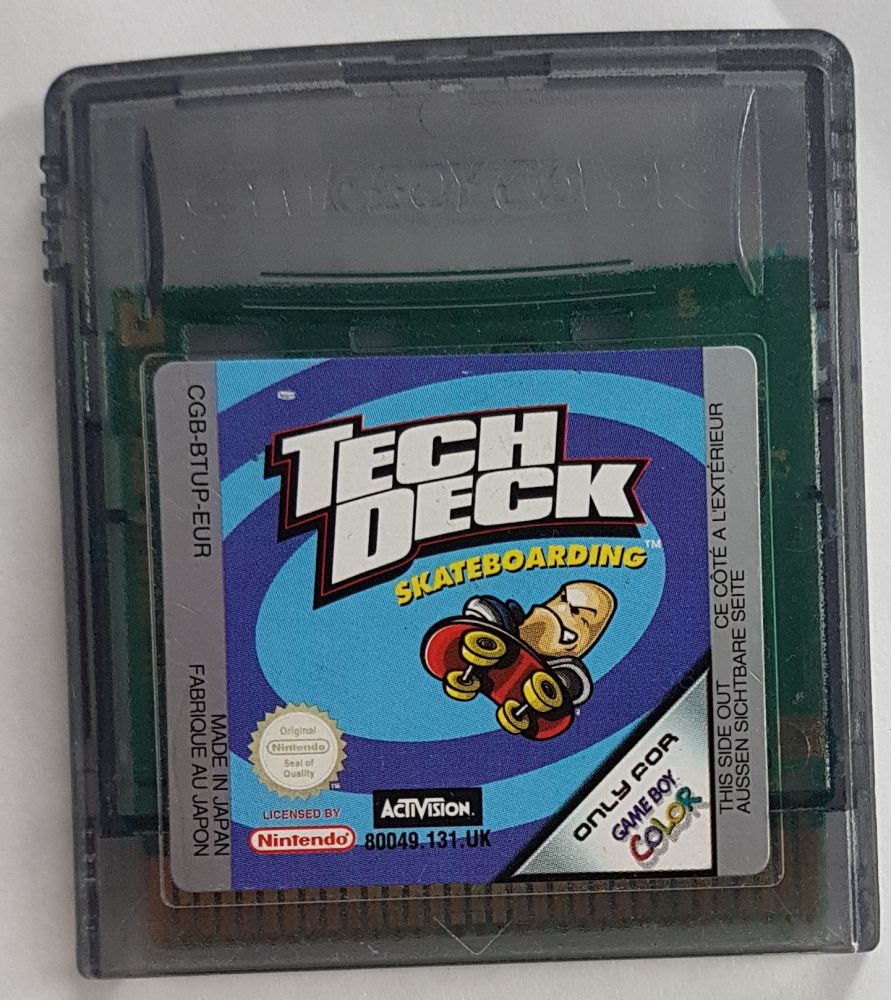 GAME BOY COLOR
CGB-BTUP-EUR
FABRIQUE AU JAPON
MADE IN JAPAN
TECH
DECK
SKATEBOARDING
TM
Original
Nintendo
Seal of
Quality
TM
LICENSED BY
Nintendo
ACTIVISION.
80049.131.UK
ONLY FOR
GAME BOY
COLOR
THIS SIDE OUT CE CÔTÉ A L'EXTÉRIEUR
AUSSEN SICHTBARE SEITE